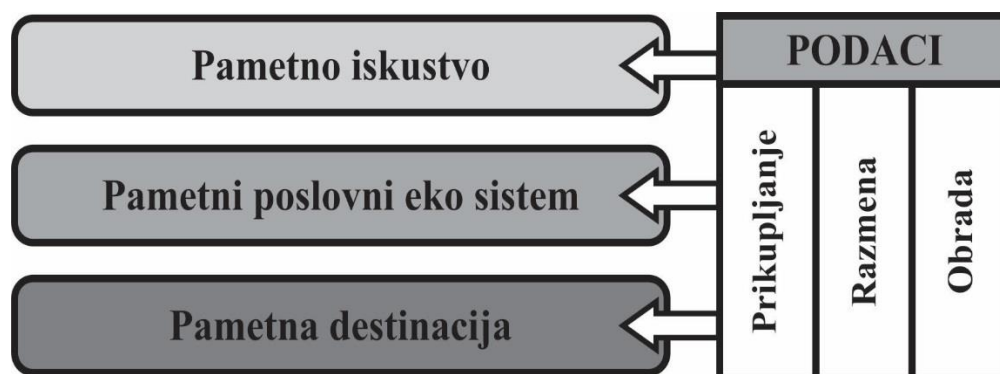 Pametno iskustvo
Pametni poslovni eko sistem
Pametna destinacija
PODACI
Prikupljanje
Razmena
Obrada